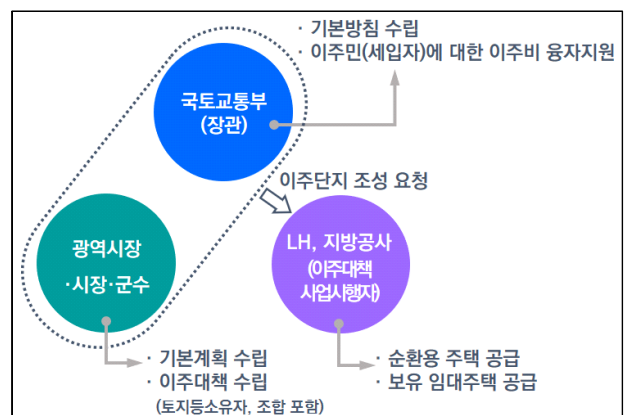 · 기본방침 수립
· 이주민(세입자)에 대한 이주비 융자지원
국토교통부
(장관)
이주단지 조성 요청
광역시장
·시장·군수
LH, 지방공사
(이주대책
사업시행자)
· 기본계획 수립
· 이주대책 수립
(토지등소유자, 조합 포함)
· 순환용 주택 공급
· 보유 임대주택 공급